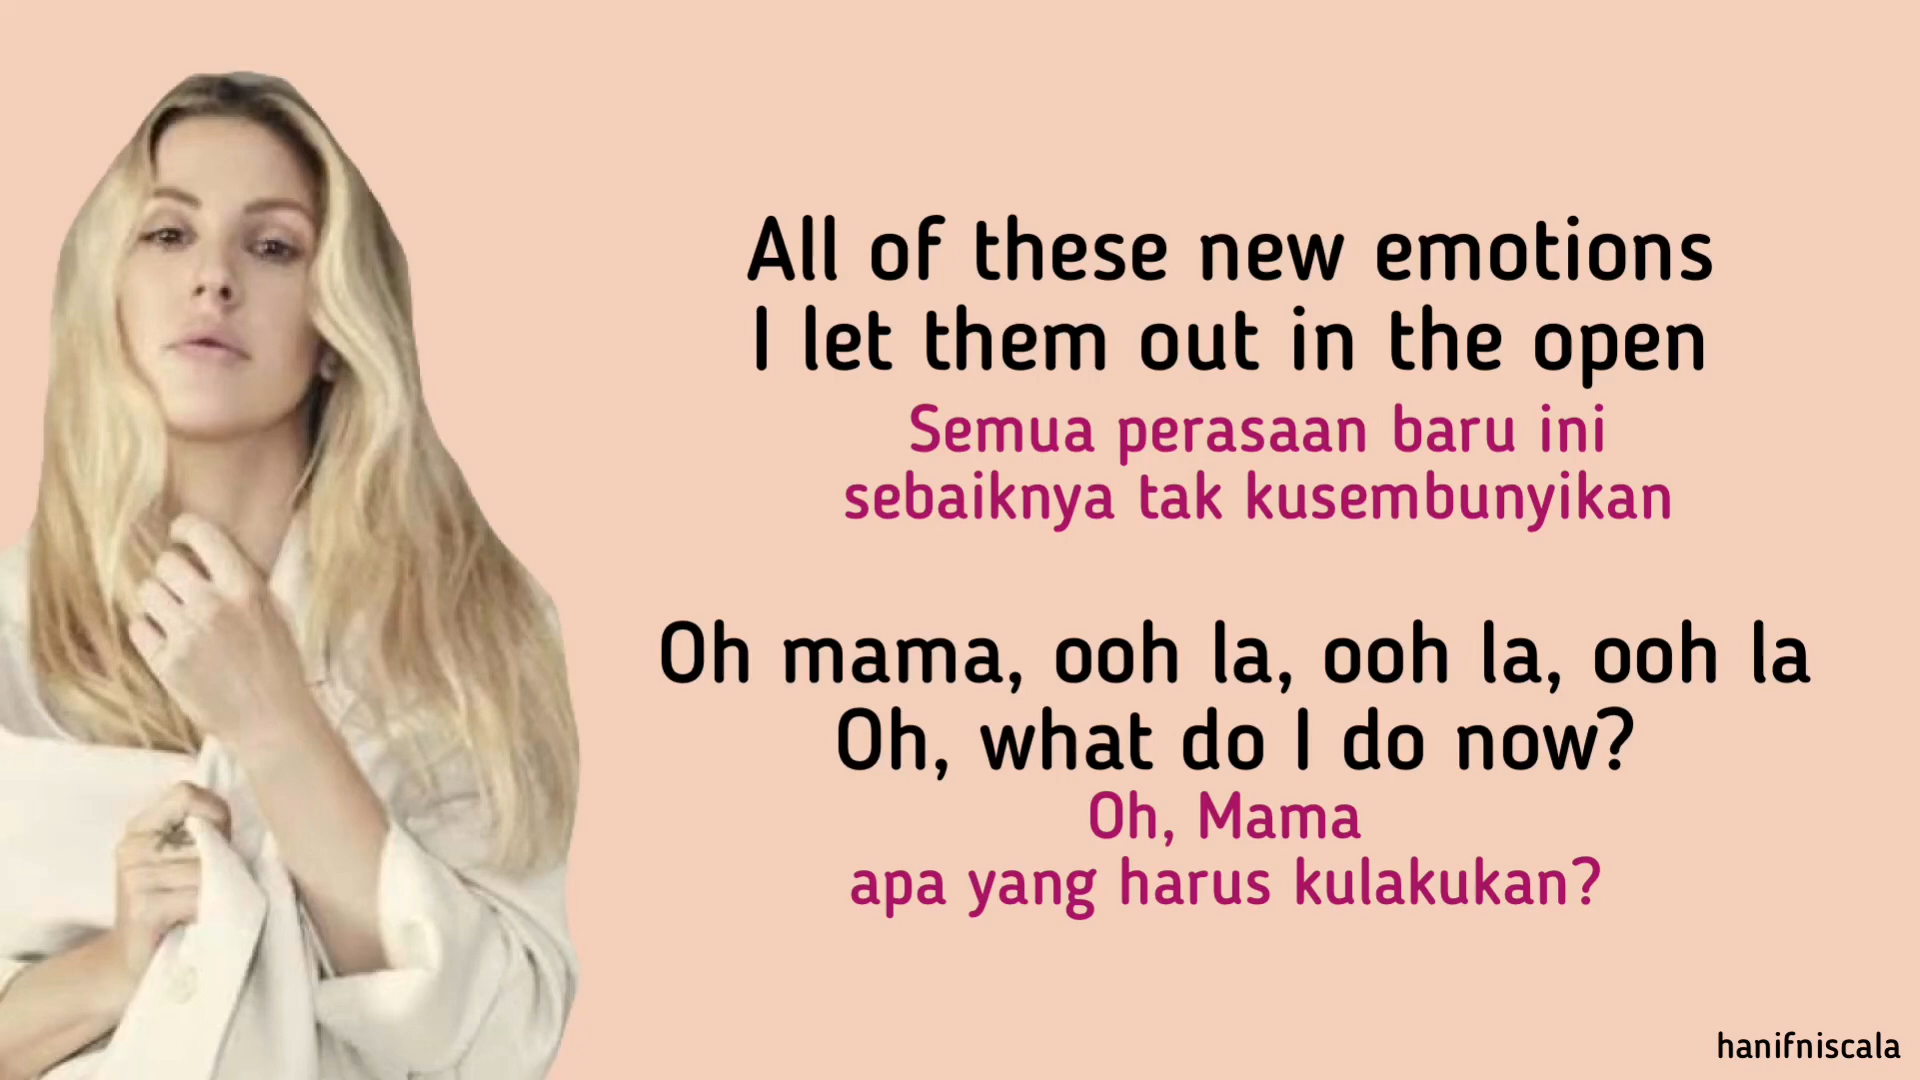 All of these new emotions
I let them out in the open
Semua perasaan baru ini
sebaiknya tak kusembunyikan
Oh mama, ooh la, ooh la, ooh la
Oh, what do I do now?
Oh, Mama
apa yang harus kulakukan?
hanifniscala